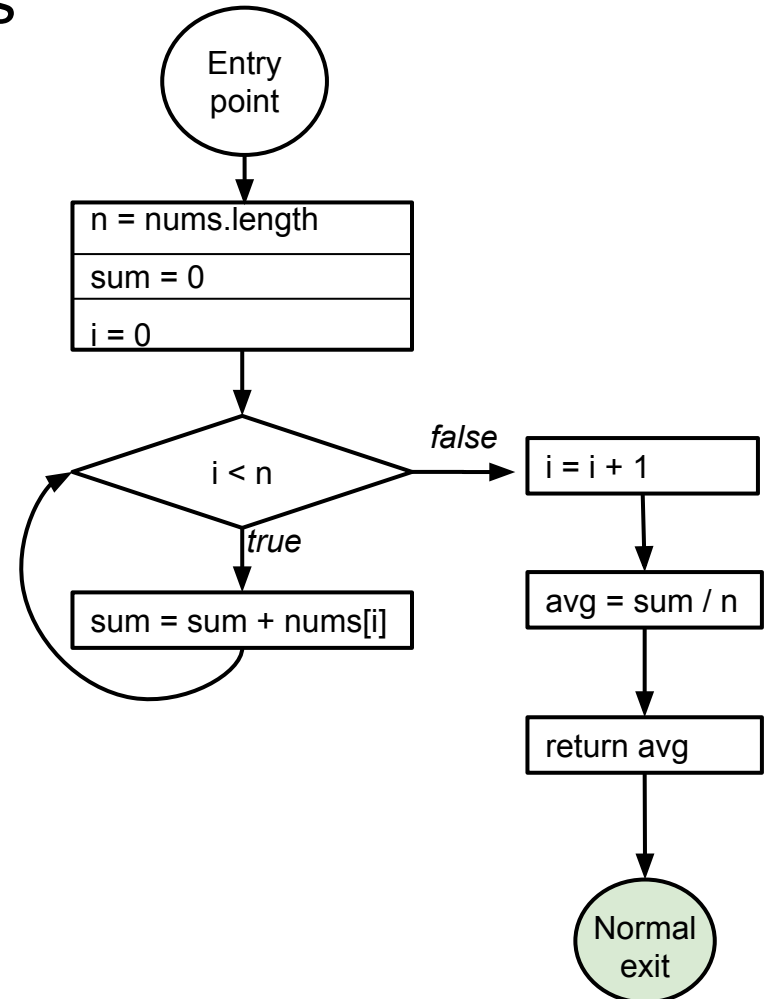 s
Entry
point
n = nums.length
sum = 0
i = 0
i < n
false
true
sum = sum + nums[i]
i = i + 1
avg = sum / n
return avg
Normal
exit